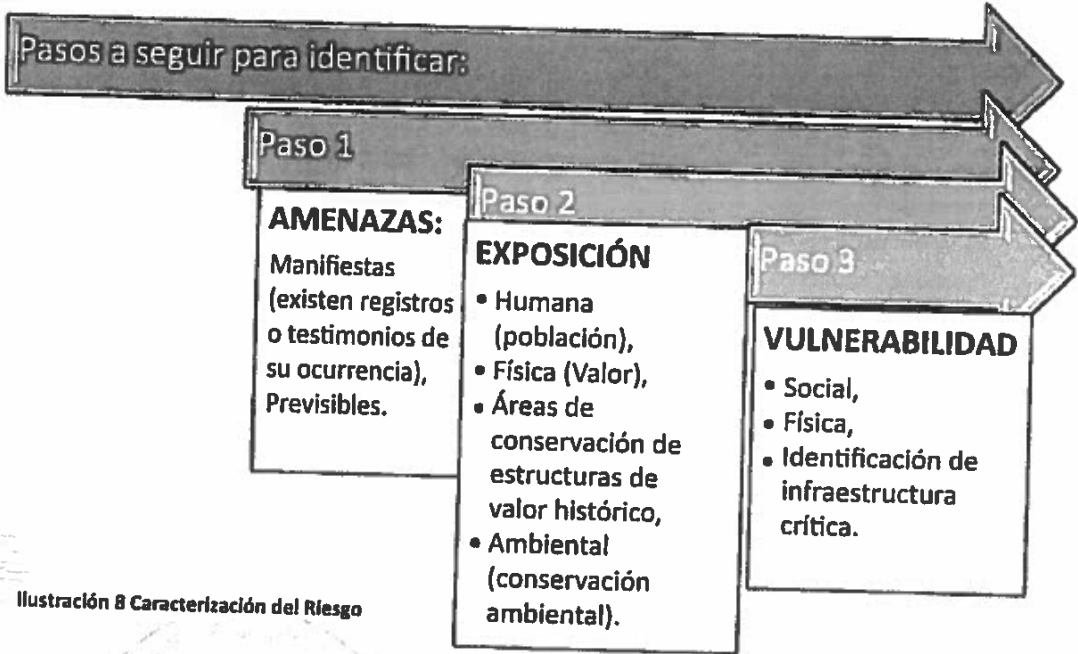 Pasos a seguir para identificar:
Paso 1
AMENAZAS:
Manifiestas
(existen registros
o testimonios de
su ocurrencia),
Previsibles.
Paso 2
EXPOSICIÓN
• Humana
(población),
• Física (Valor),
• Áreas de
conservación de
estructuras de
valor histórico,
• Ambiental
(conservación
ambiental).
Paso 3
VULNERABILIDAD
• Social,
• Física,
• Identificación de
infraestructura
crítica.
Ilustración 8 Caracterización del Riesgo